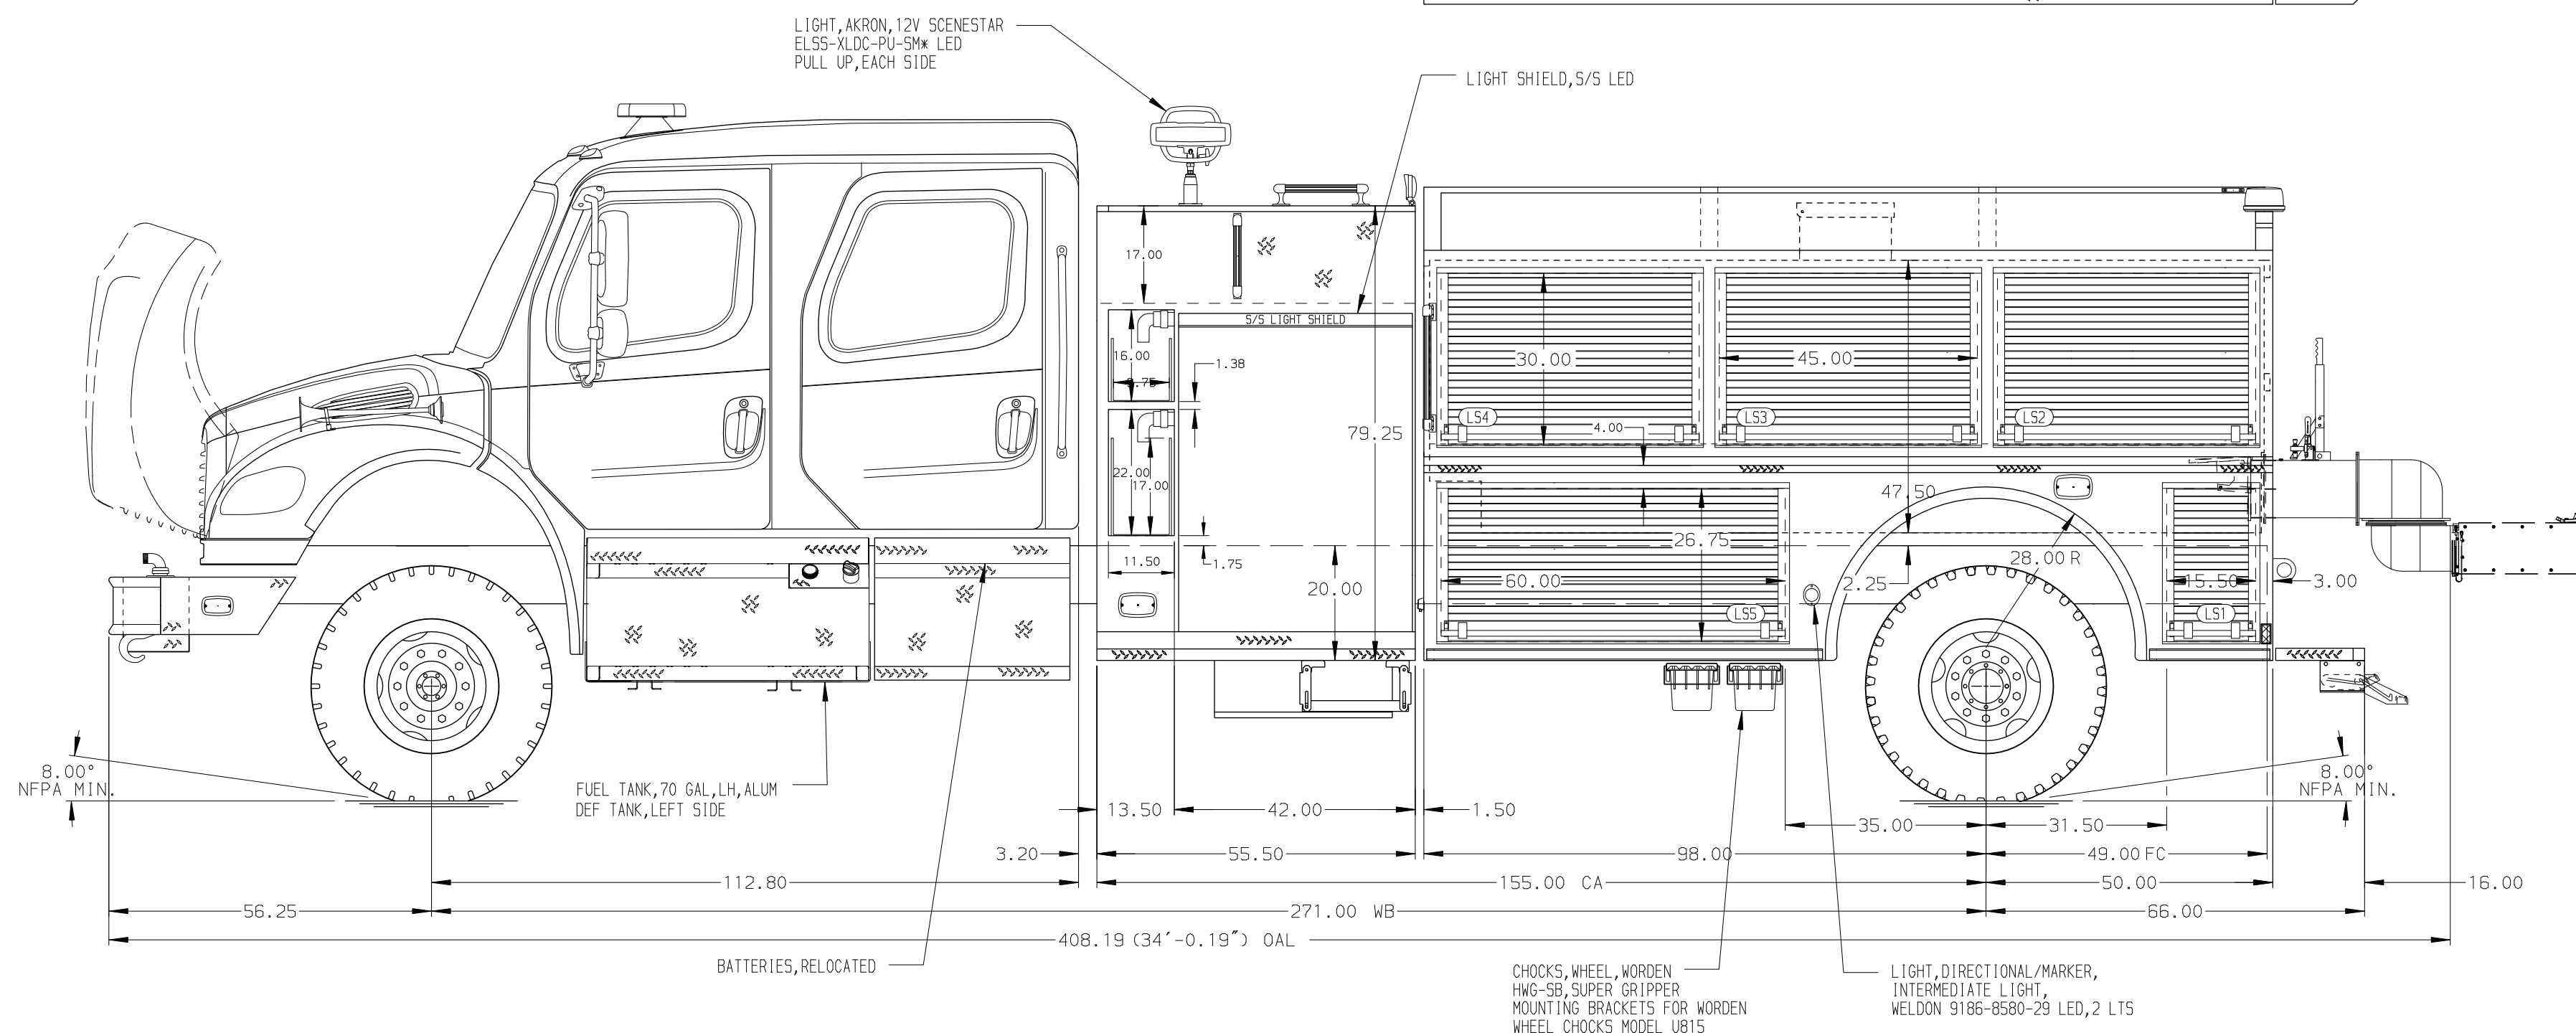 LIGHT,AKRON,12V SCENESTAR
ELSS-XLDC-PU-SM* LED
PULL UP,EACH SIDE
LIGHT SHIELD,S/S LED
17.00
S/S LIGHT SHIELD
16.00
1.38
30.00
45.00
79.25
LS4
LS3
LS2
4.00
22.00
17.00
47.50
26.75
28.00 R
11.50
1.75
20.00
60.00
2.25
15.50
3.00
LS5
LS1
8.00°
NFPA MIN.
8.00°
NFPA MIN.
FUEL TANK,70 GAL,LH,ALUM
DEF TANK,LEFT SIDE
13.50
42.00
1.50
35.00
31.50
3.20
55.50
98.00
49.00 FC
112.80
155.00 CA
50.00
16.00
56.25
271.00 WB
66.00
408.19 (34'-0.19") OAL
BATTERIES,RELOCATED
CHOCKS,WHEEL,WORDEN
HWG-SB,SUPER GRIPPER
MOUNTING BRACKETS FOR WORDEN
WHEEL CHOCKS MODEL U815
LIGHT,DIRECTIONAL/MARKER,
INTERMEDIATE LIGHT,
WELDON 9186-8580-29 LED,2 LTS